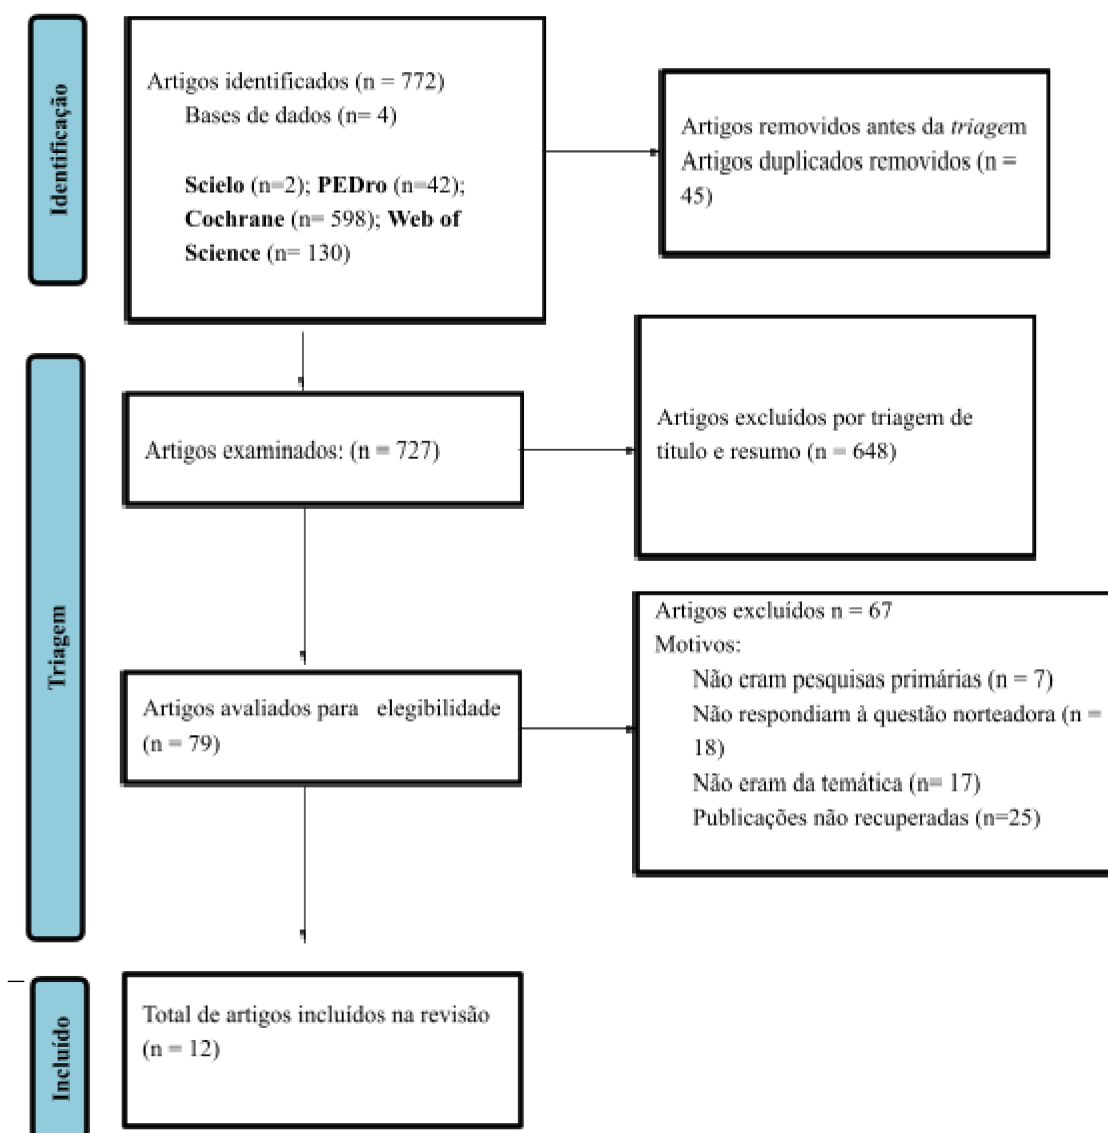 Identificação
Artigos identificados (n = 772)
Bases de dados (n= 4)
Scielo (n=2); PEDro (n=42);
Cochrane (n= 598); Web of
Science (n= 130)
Artigos removidos antes da triagem
Artigos duplicados removidos (n =
45)
Triagem
Artigos examinados: (n = 727)
Artigos excluídos por triagem de
título e resumo (n = 648)
Artigos avaliados para elegibilidade
(n = 79)
Artigos excluídos n = 67
Motivos:
Não eram pesquisas primárias (n = 7)
Não respondiam à questão norteadora (n =
18)
Não eram da temática (n= 17)
Publicações não recuperadas (n=25)
Incluído
Total de artigos incluídos na revisão
(n = 12)